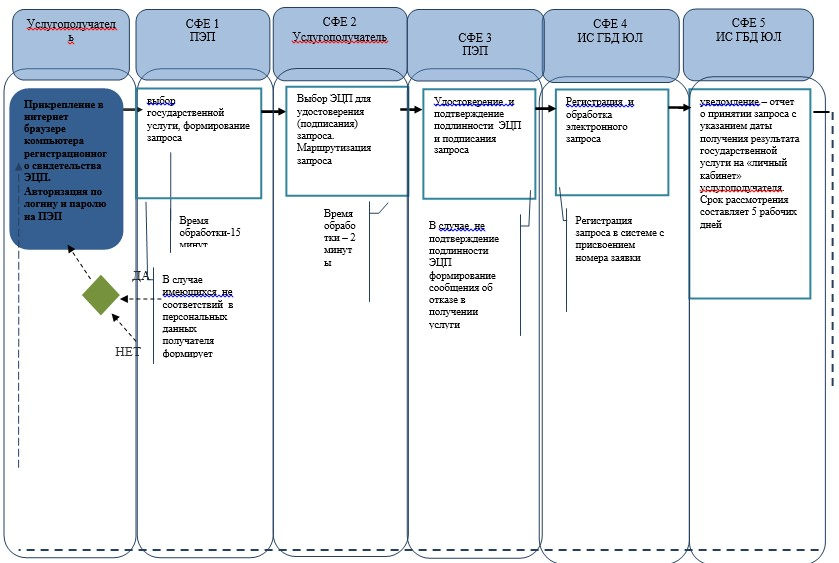 Услугополучател
ь
СФЕ 1
ПЭП
СФЕ 2
Услугополучатель
СФЕ 3
ПЭП
СФЕ 4
ИС ГБД ЮЛ
СФЕ 5
ИС ГБД ЮЛ
Прикрепление в
интернет
браузере
компьютера
регистрационног
о свидетельства
ЭЦП.
Авторизация по
логину и паролю
на ПЭП
выбор
государственной
услуги, формирование
запроса
Выбор ЭЦП для
удостоверения
(подписания)
запроса.
Маршрутизация
запроса
Удостоверение и
подтверждение
подлинности ЭЦП
и подписания
запроса
Регистрация и
обработка
электронного
запроса
уведомление – отчет
о принятии запроса с
указанием даты
получения результата
государственной
услуги на «личный
кабинет»
услугополучателя.
Срок рассмотрения
составляет 5 рабочих
дней
Время
обработки-15
минут
Время
обрабо
тки – 2
минут
ы
В случае не
подтверждение
подлинности
ЭЦП
формирование
сообщения об
отказе в
получении
услуги
Регистрация
запроса в системе с
присвоением
номера заявки
ДА
В случае
имеющихся не
соответствий в
персональных
данных
получателя
формирует
НЕТ